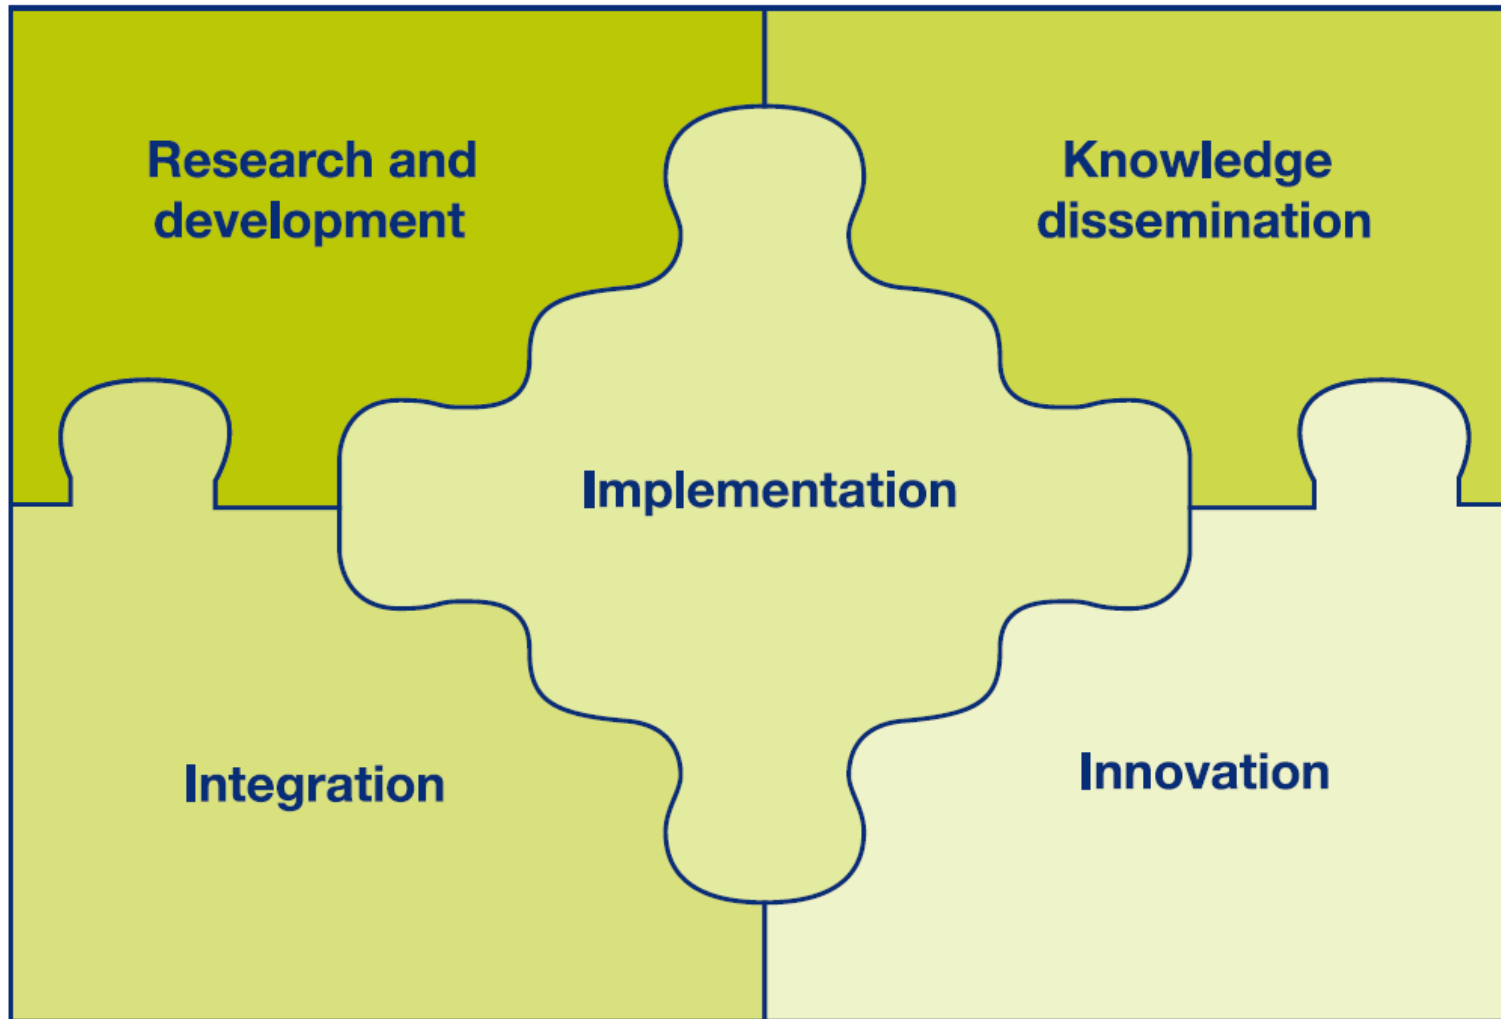 Research and
development
Knowledge
dissemination
Implementation
Integration
Innovation